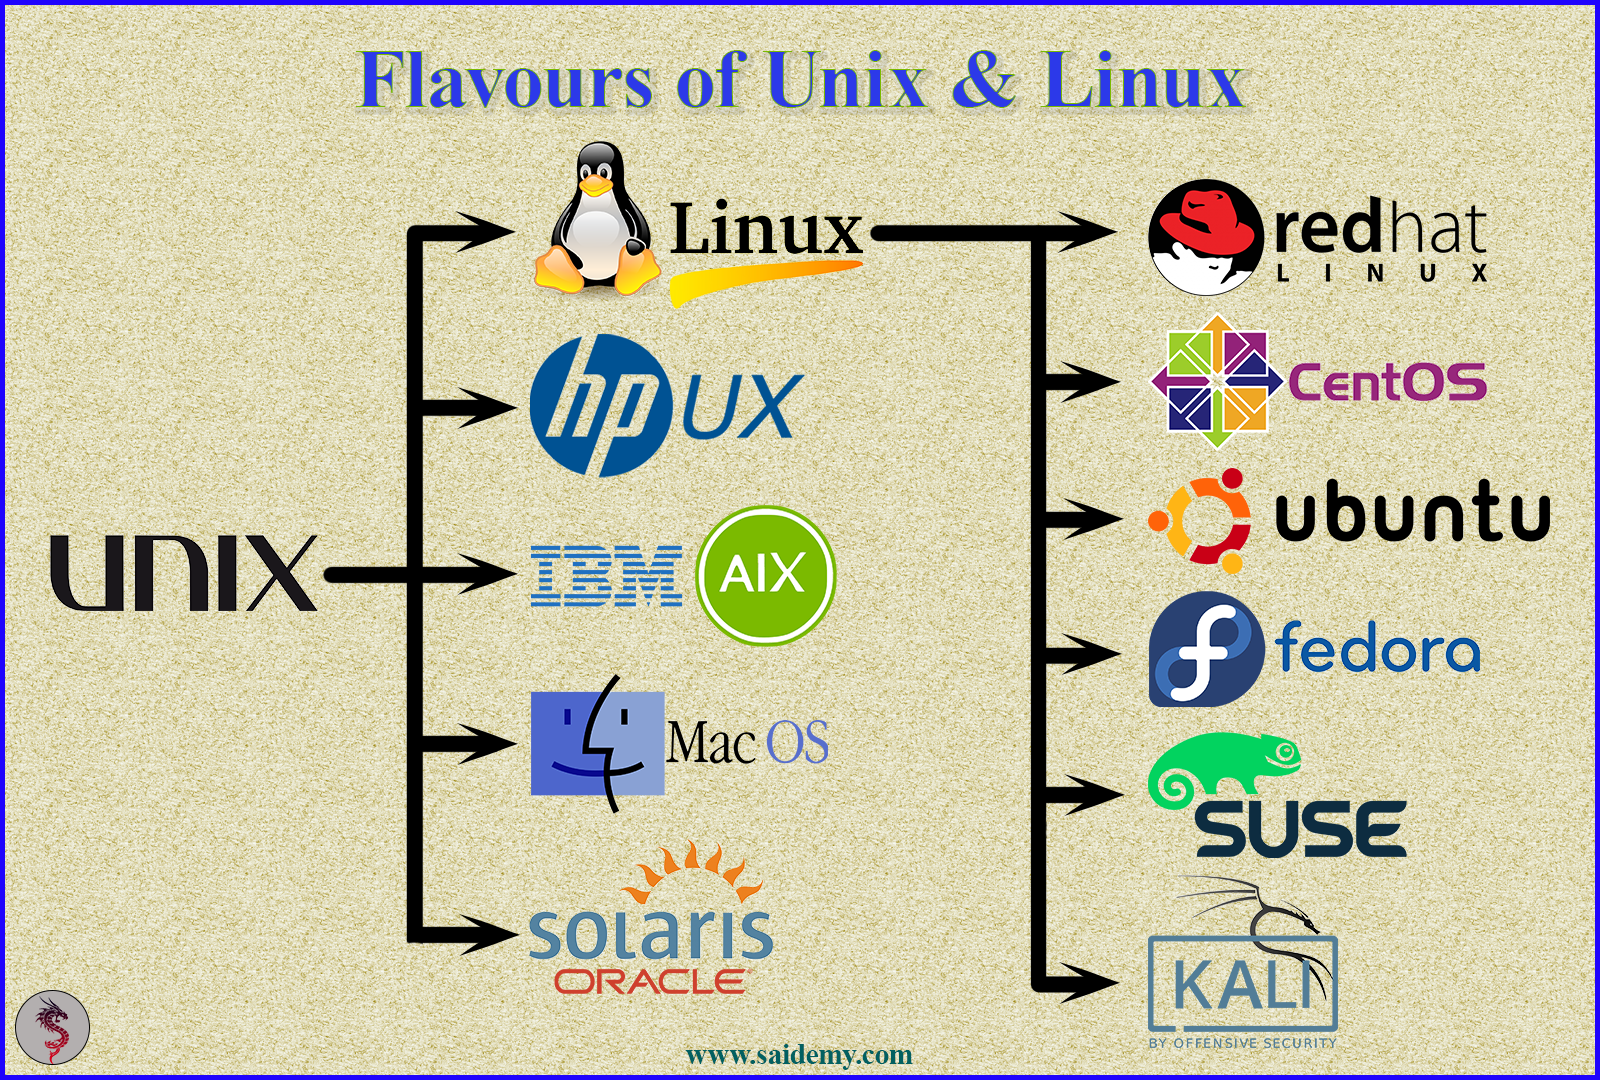 Flavours of Unix & Linux
UNIX
Linux
hp UX
IBM AIX
Mac OS
solaris
ORACLE
redhat
LINUX
CentOS
ubuntu
fedora
SUSE
KALI
BY OFFENSIVE SECURITY
www.saidemy.com